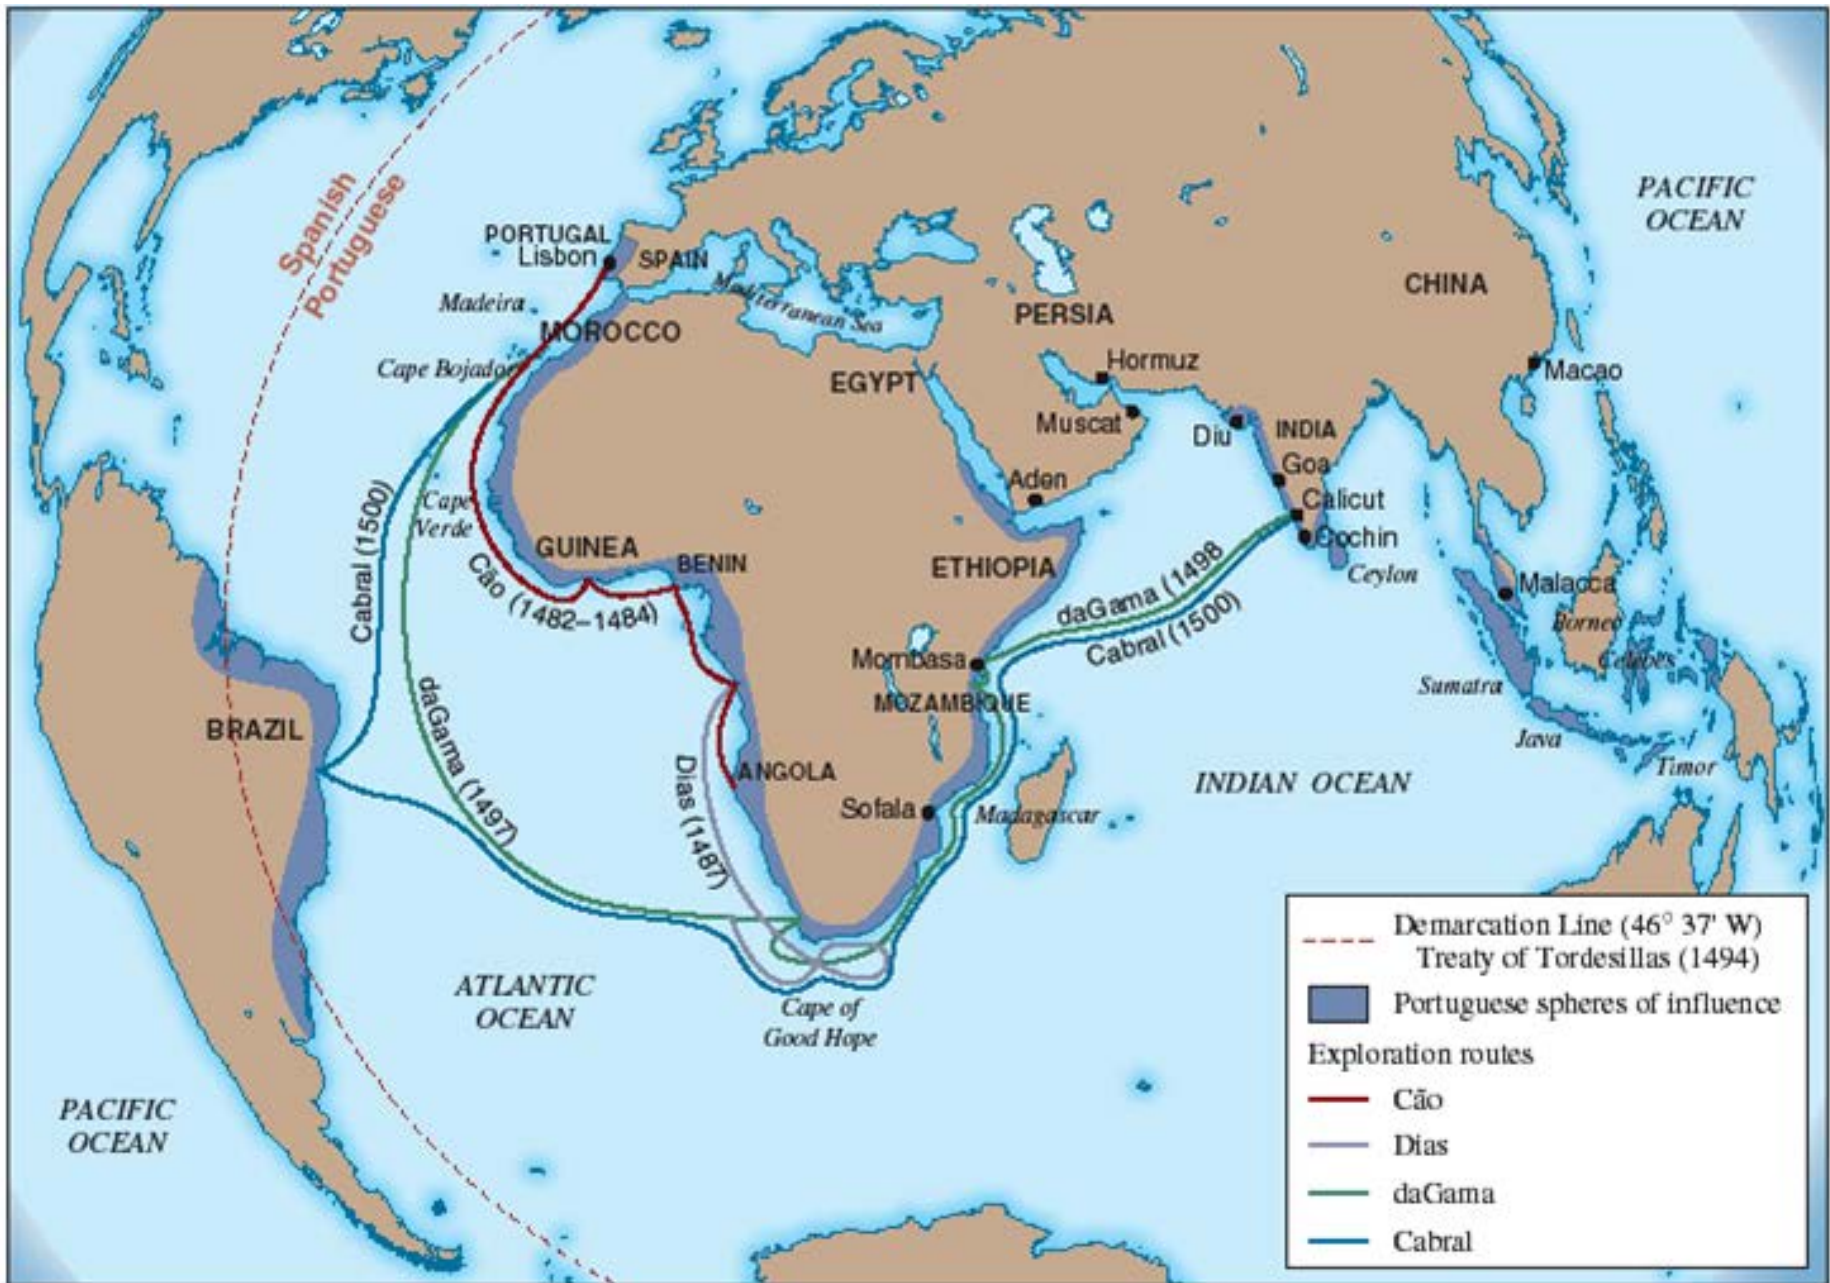 Spanish
Portuguese
PORTUGAL
Lisbon
SPAIN
Madeira
Mediterranean Sea
MOROCCO
Cape Bojador
EGYPT
PERSIA
CHINA
PACIFIC
OCEAN
Hormuz
Muscat
Macao
Diu
INDIA
Goa
Aden
Calicut
Cochin
Ceylon
Cape
Verde
Cabral (1500)
GUINEA
BENIN
Cão (1482–1484)
ETHIOPIA
daGama (1498
Cabral (1500)
Malacca
Borneo
Celebes
Sumatra
Java
Timor
Mombasa
MOZAMBIQUE
BRAZIL
daGama (1497)
Dias (1487)
ANGOLA
Sofala
Madagascar
INDIAN OCEAN
ATLANTIC
OCEAN
Cape of
Good Hope
PACIFIC
OCEAN
Demarcation Line (46° 37' W)
Treaty of Tordesillas (1494)
Portuguese spheres of influence
Exploration routes
Cão
Dias
daGama
Cabral